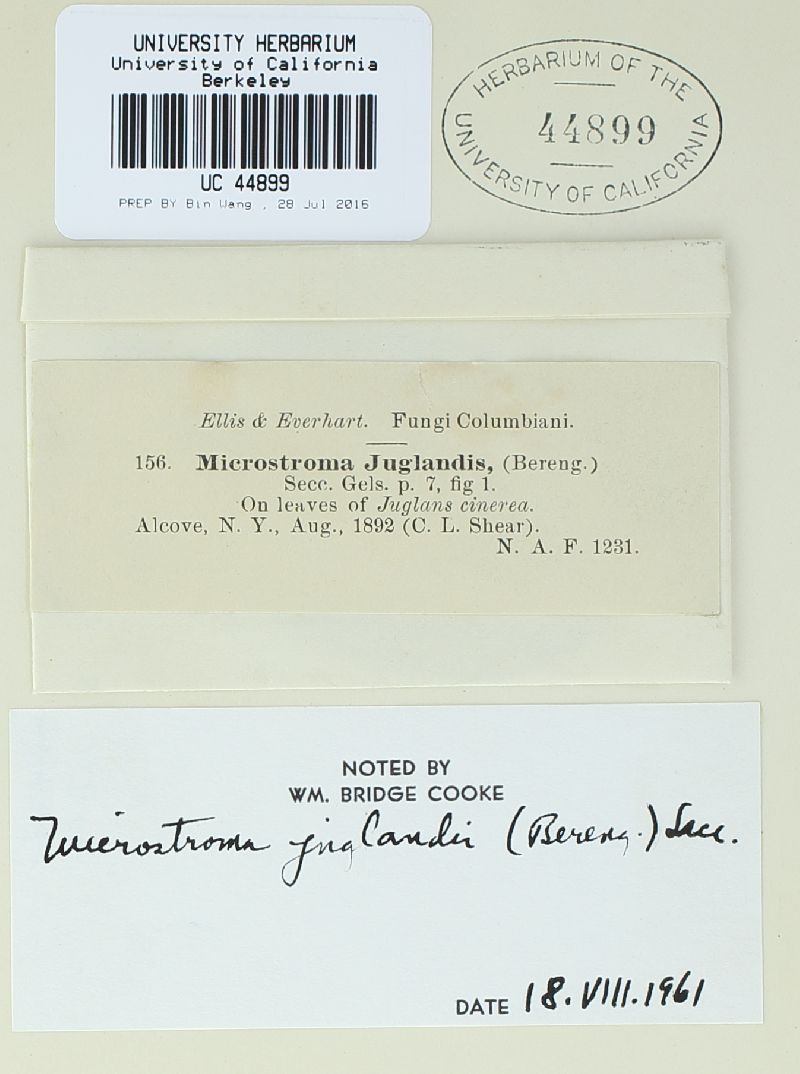 UNIVERSITY HERBARIUM
University of California
Berkeley
UC 44899
PREP BY Bin Wang , 28 Jul 2016
HERBARIUM OF THE
44899
UNIVERSITY OF CALIFORNIA
Ellis & Everhart. Fungi Columbiani.
156. Microstroma Juglandis, (Bereng.)
Secc. Gels. p. 7, fig 1.
On leaves of Juglans cinerea.
Alcove, N. Y., Aug., 1892 (C. L. Shear).
N. A. F. 1231.
NOTED BY
WM. BRIDGE COOKE
Microstroma juglandis (Bereng.) Sacc.
DATE 18.VIII.1961